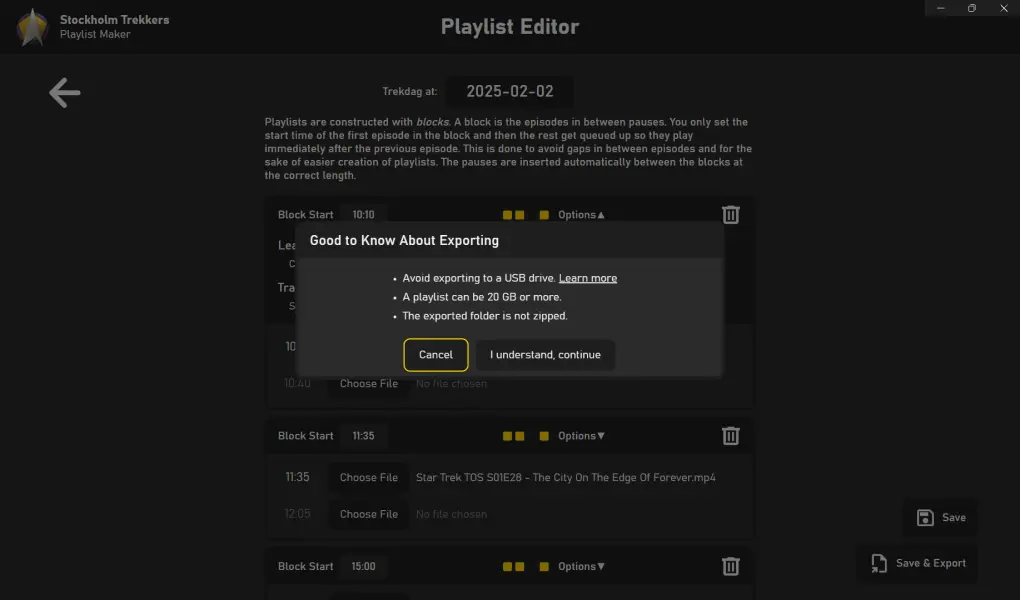 Stockholm Trekkers
Playlist Maker
Playlist Editor
Trekdag at: 2025-02-02
Playlists are constructed with blocks. A block is the episodes in between pauses. You only set the
start time of the first episode in the block and then the rest get queued up so they play
immediately after the previous episode. This is done to avoid gaps in between episodes and for the
sake of easier creation of playlists. The pauses are inserted automatically between the blocks at
the correct length.
Block Start 10:10 Options▲
Good to Know About Exporting
• Avoid exporting to a USB drive. Learn more
• A playlist can be 20 GB or more.
• The exported folder is not zipped.
Cancel I understand, continue
10:40 Choose File No file chosen
Block Start 11:35 Options▼
11:35 Choose File Star Trek TOS S01E28 - The City On The Edge Of Forever.mp4
12:05 Choose File No file chosen
Save
Block Start 15:00 Options▼
Save & Export